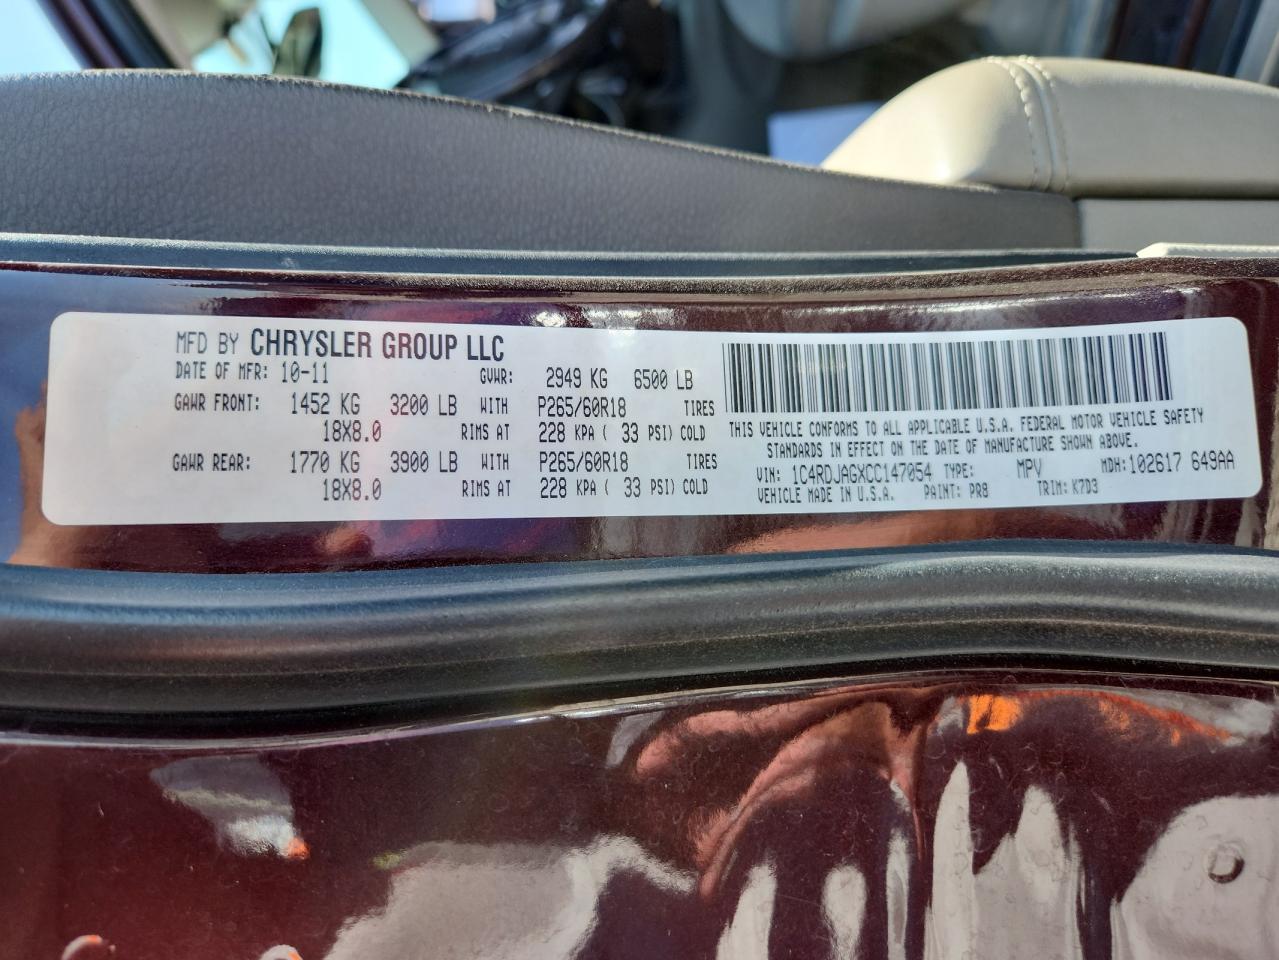 MFD BY CHRYSLER GROUP LLC
DATE OF MFR: 10-11 GVWR: 2949 KG 6500 LB
GAWR FRONT: 1452 KG 3200 LB WITH P265/60R18 TIRES
18X8.0 RIMS AT 228 KPA ( 33 PSI) COLD
GAWR REAR: 1770 KG 3900 LB WITH P265/60R18 TIRES
18X8.0 RIMS AT 228 KPA ( 33 PSI) COLD
THIS VEHICLE CONFORMS TO ALL APPLICABLE U.S.A. FEDERAL MOTOR VEHICLE SAFETY
STANDARDS IN EFFECT ON THE DATE OF MANUFACTURE SHOWN ABOVE.
VIN: 1C4RDJAGXCC147054 TYPE: MPV MDH:102617 649AA
VEHICLE MADE IN U.S.A. PAINT: PR8 TRIM: K7D3